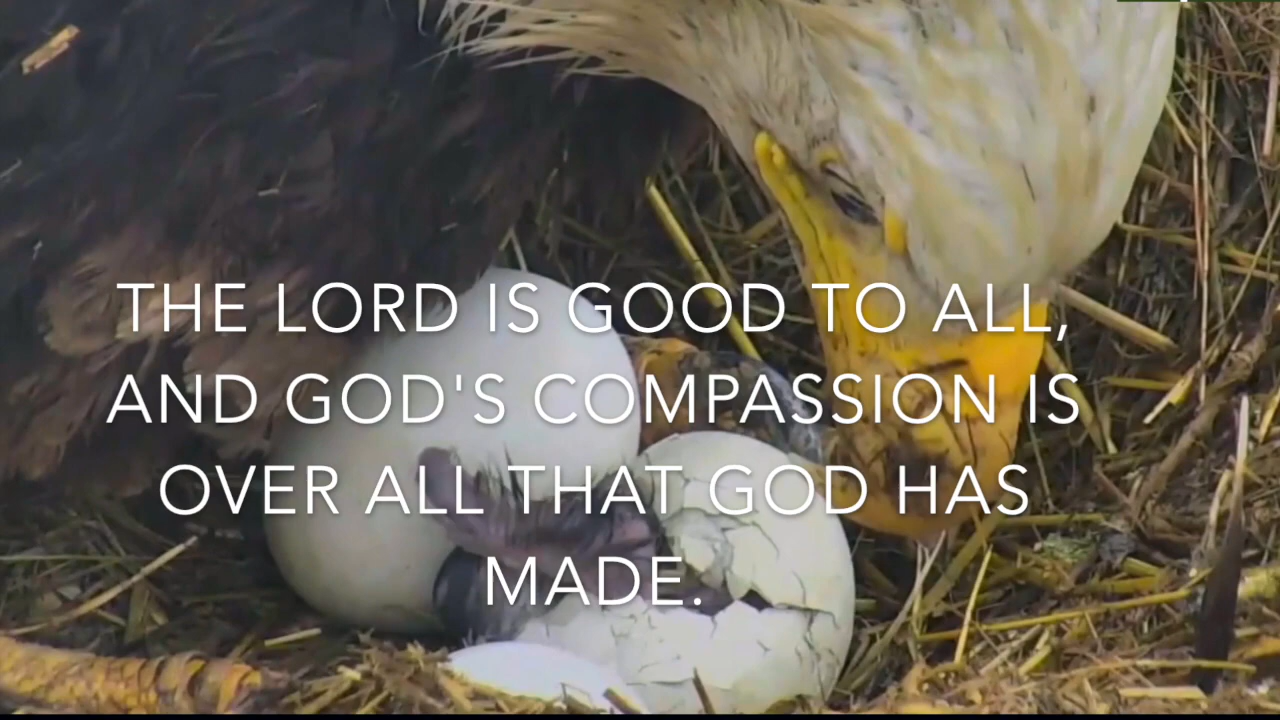 THE LORD IS GOOD TO ALL,
AND GOD'S COMPASSION IS
OVER ALL THAT GOD HAS
MADE.